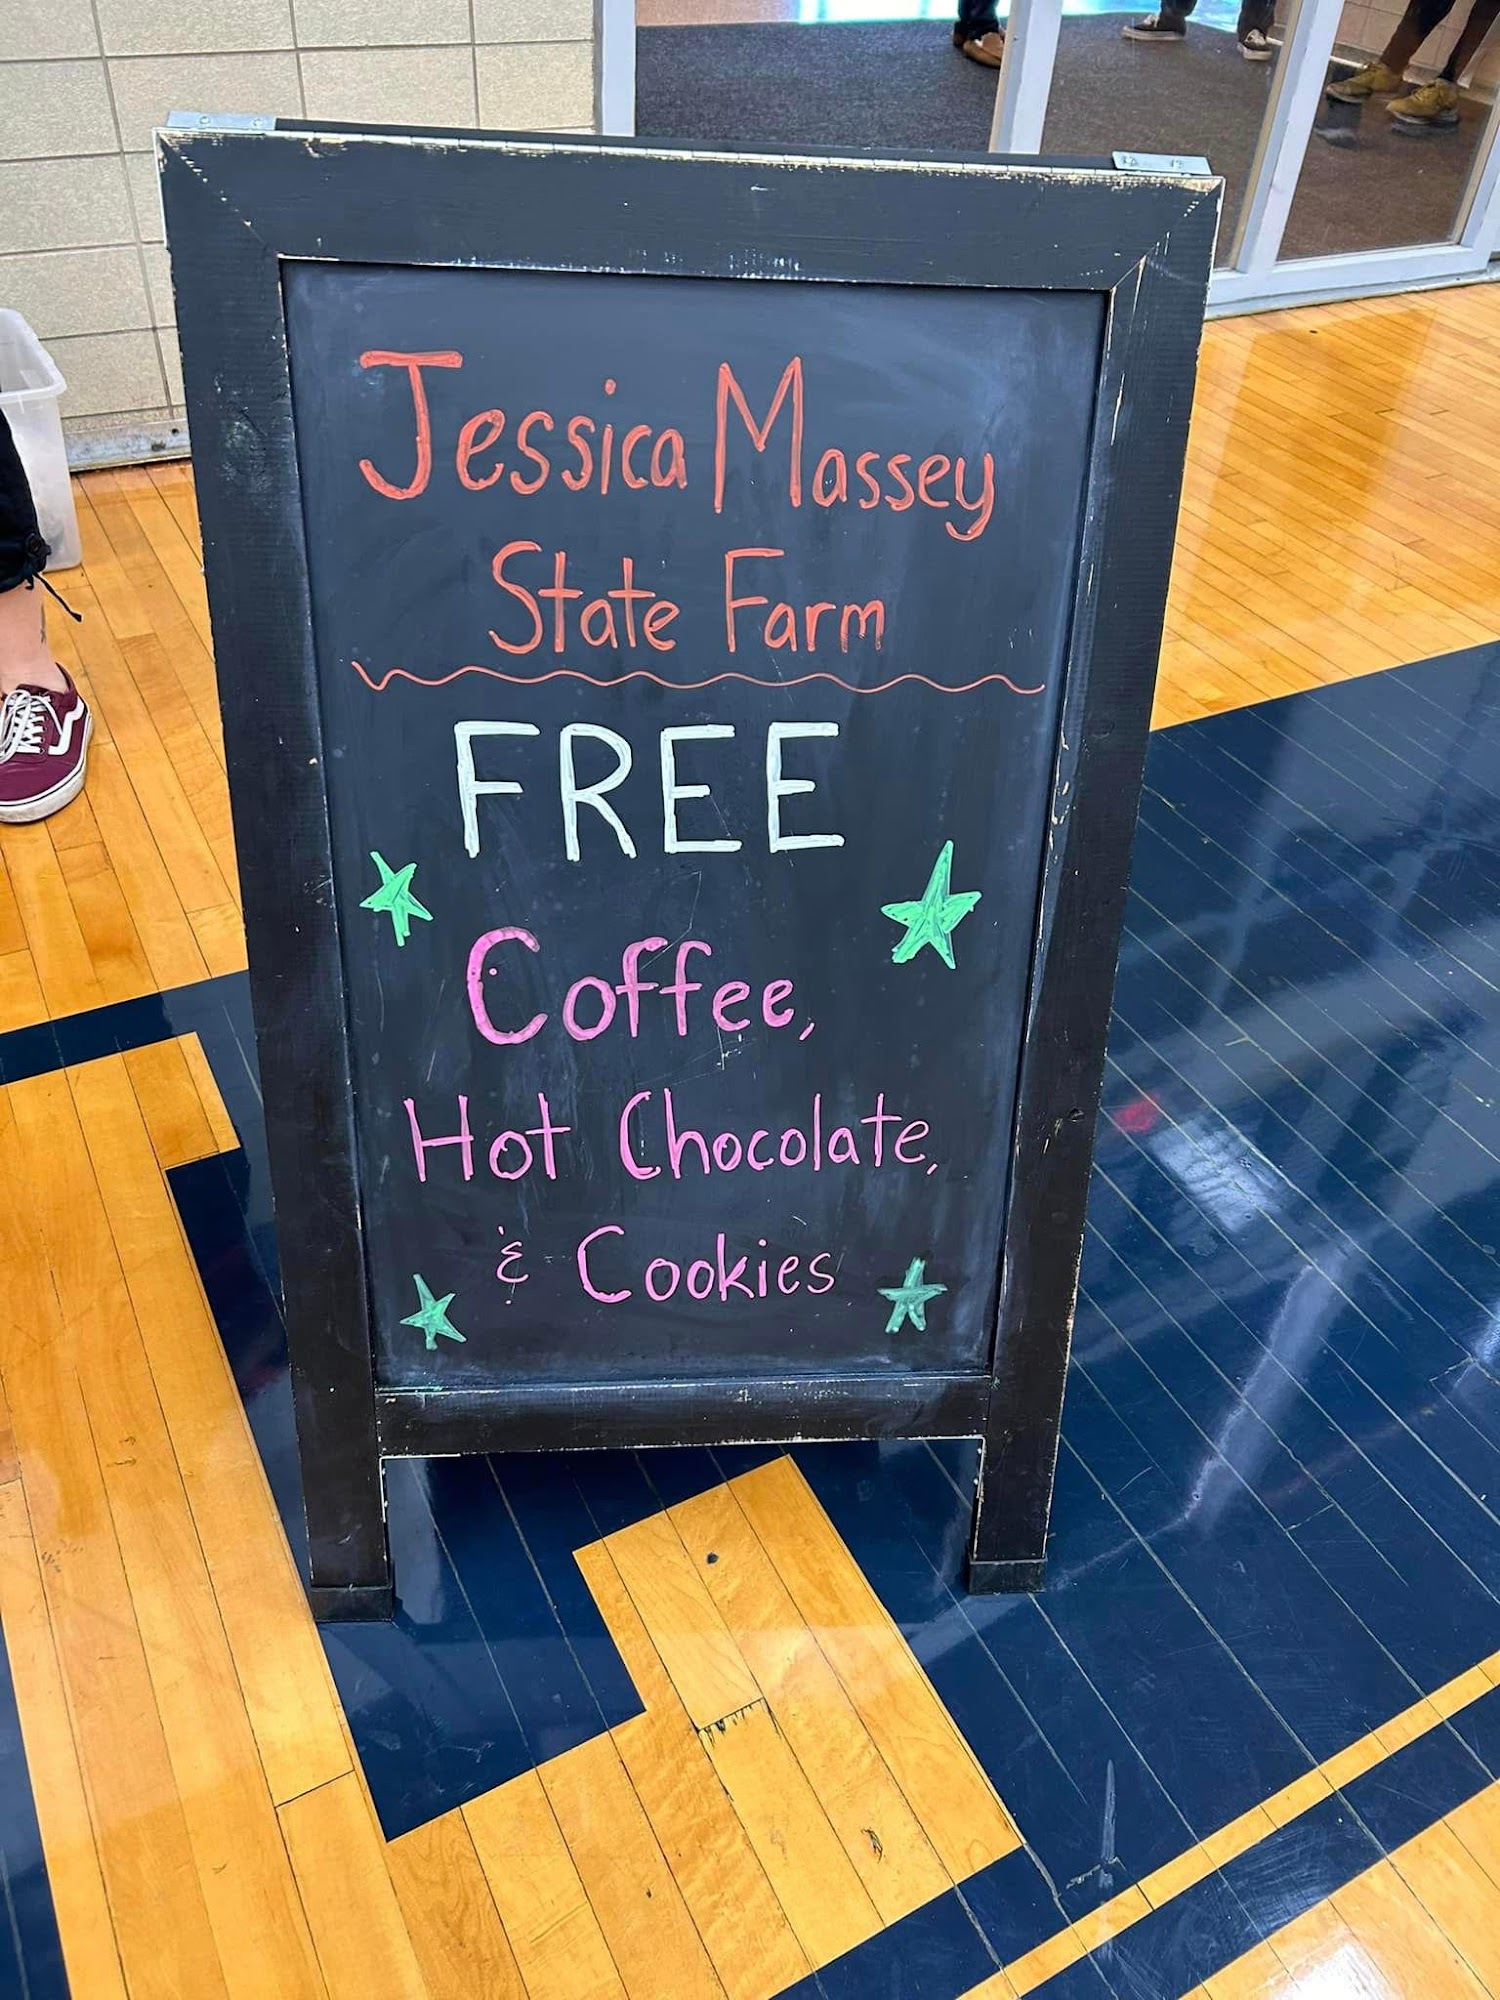 Jessica Massey
State Farm
FREE
Coffee,
Hot Chocolate,
& Cookies